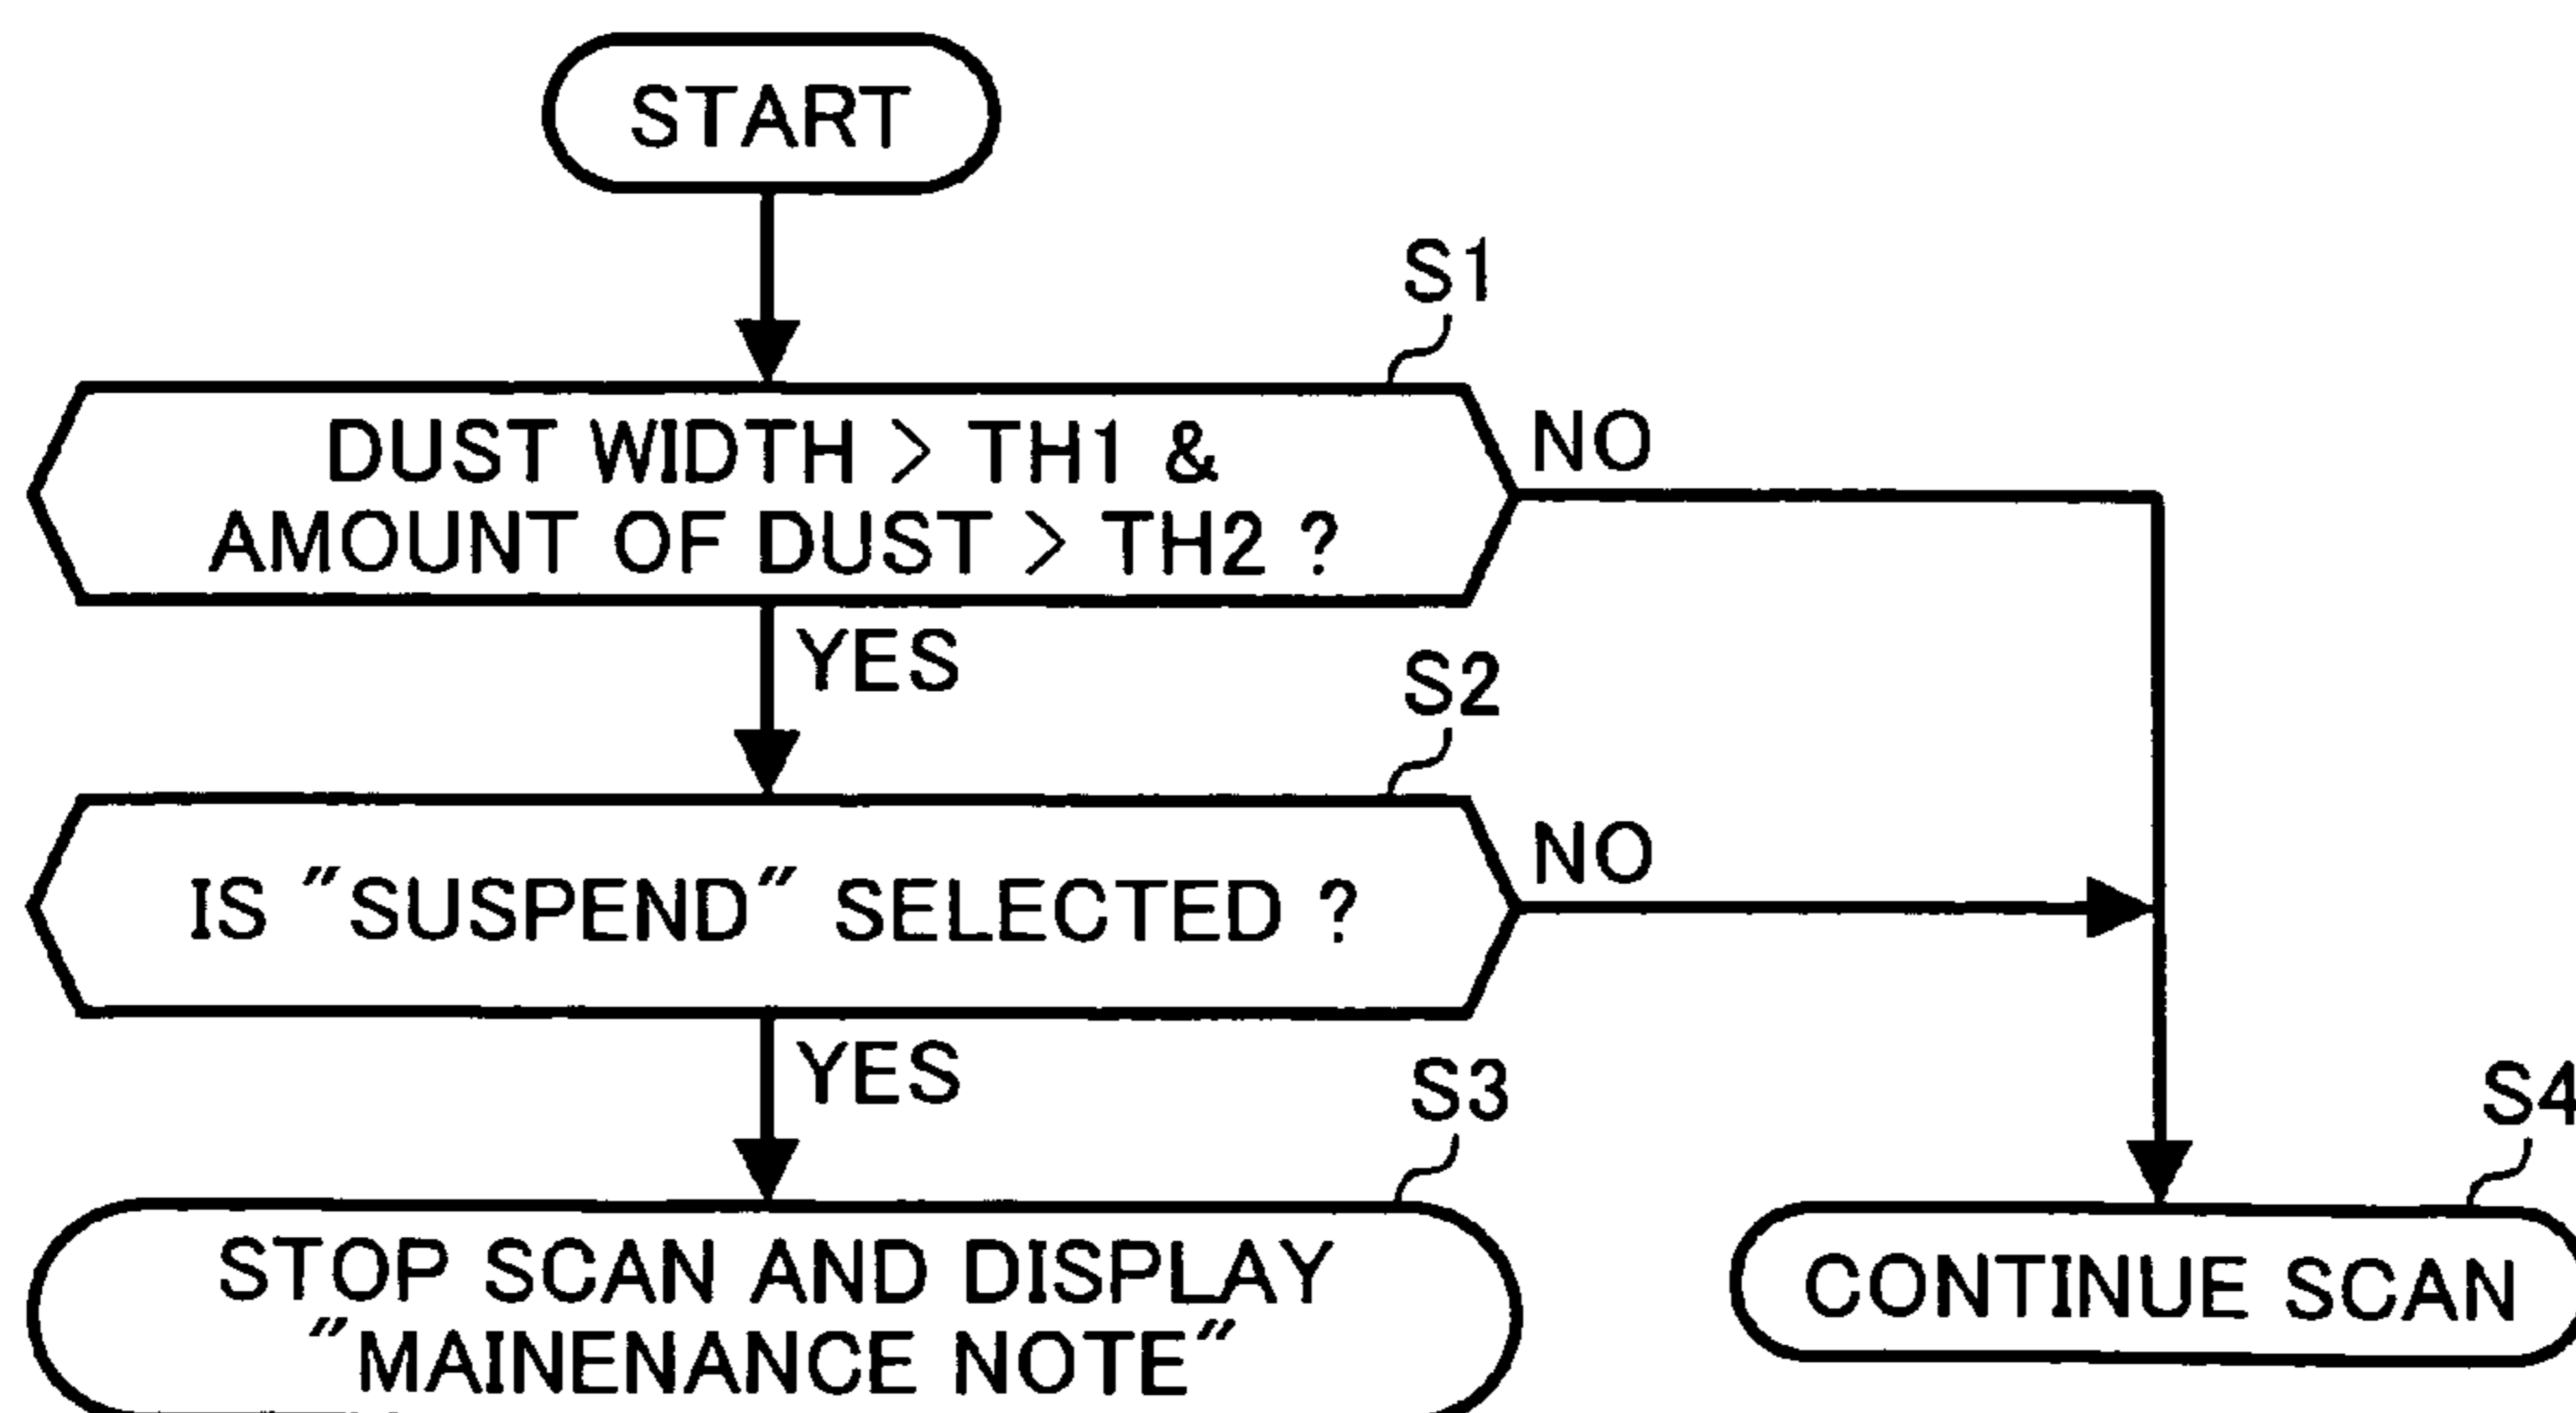 START
S1
DUST WIDTH > TH1 &
AMOUNT OF DUST > TH2 ?
NO
YES
S2
IS "SUSPEND" SELECTED ?
NO
YES
S3
STOP SCAN AND DISPLAY
"MAINENANCE NOTE"
S4
CONTINUE SCAN